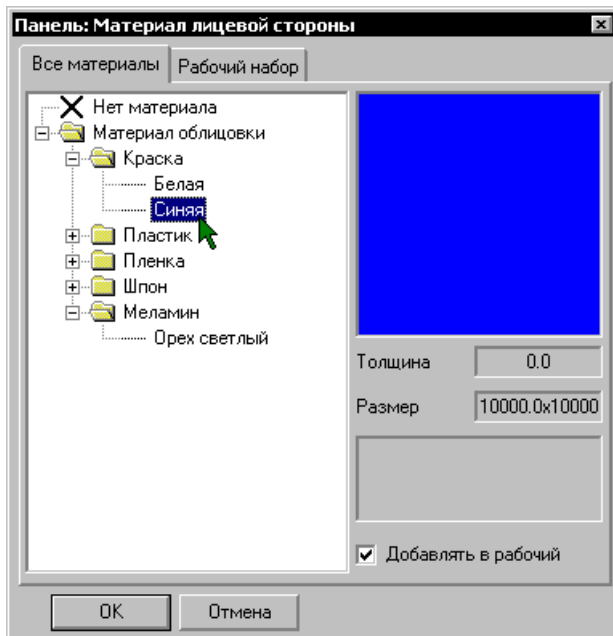 Панель: Материал лицевой стороны
Все материалы
Рабочий набор
Нет материала
Материал облицовки
Краска
Белая
Синяя
Пластик
Пленка
Шпон
Меламин
Орех светлый
Толщина 0.0
Размер 10000.0x10000
Добавлять в рабочий
OK Отмена